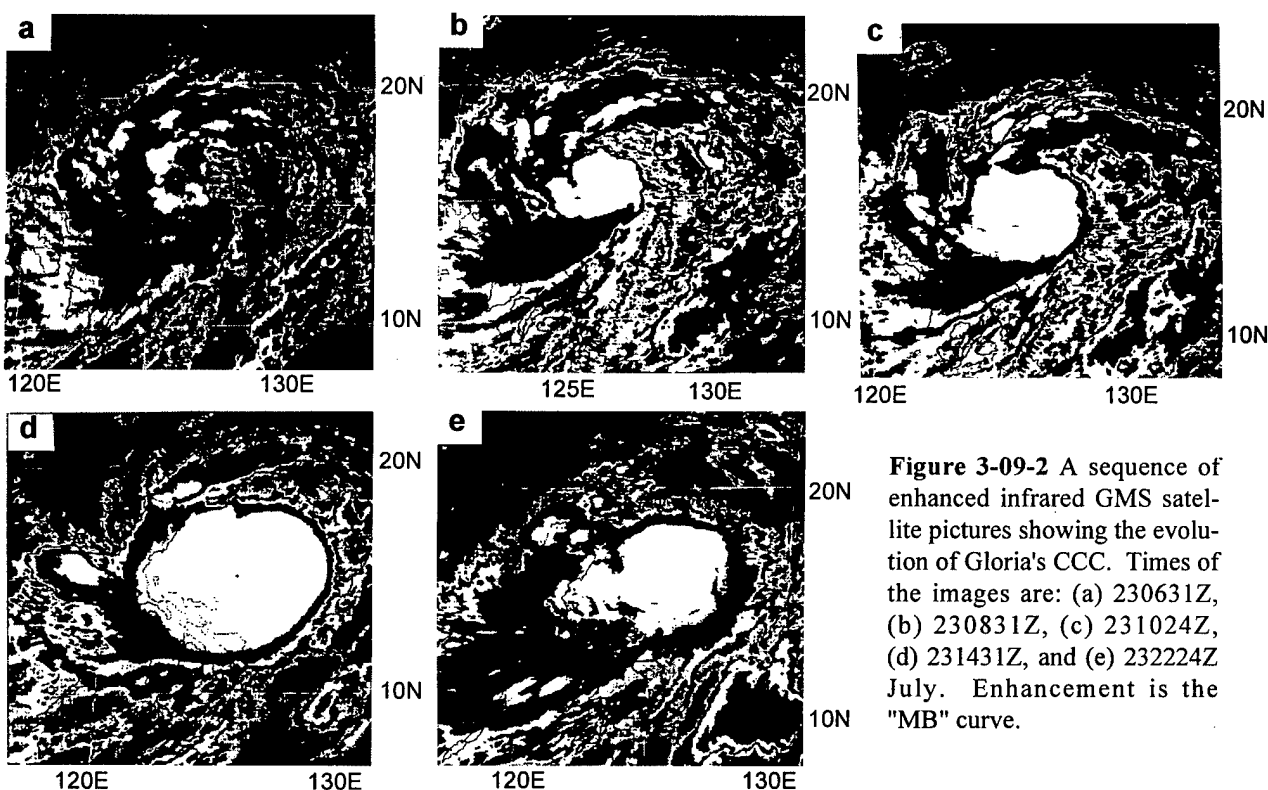 a
b
c
20N
20N
20N
10N
10N
10N
120E 130E
125E 130E
120E 130E
d
e
20N
20N
10N
10N
120E 130E
120E 130E
Figure 3-09-2 A sequence of
enhanced infrared GMS satel-
lite pictures showing the evolu-
tion of Gloria's CCC. Times of
the images are: (a) 230631Z,
(b) 230831Z, (c) 231024Z,
(d) 231431Z, and (e) 232224Z
July. Enhancement is the
"MB" curve.